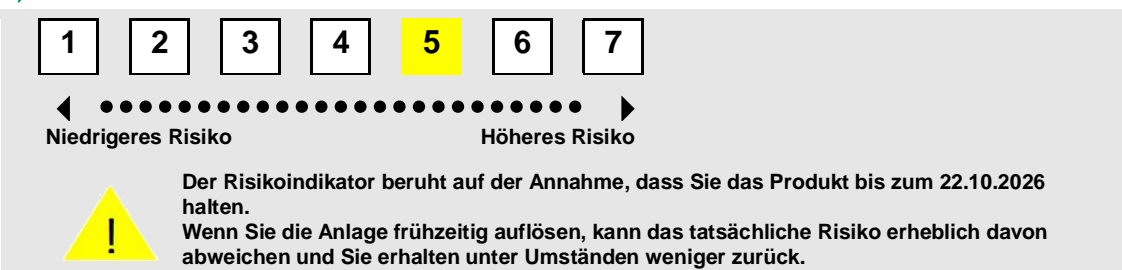 1 2 3 4 5 6 7
Niedrigeres Risiko Höheres Risiko
Der Risikoindikator beruht auf der Annahme, dass Sie das Produkt bis zum 22.10.2026
halten.
! Wenn Sie die Anlage frühzeitig auflösen, kann das tatsächliche Risiko erheblich davon
abweichen und Sie erhalten unter Umständen weniger zurück.